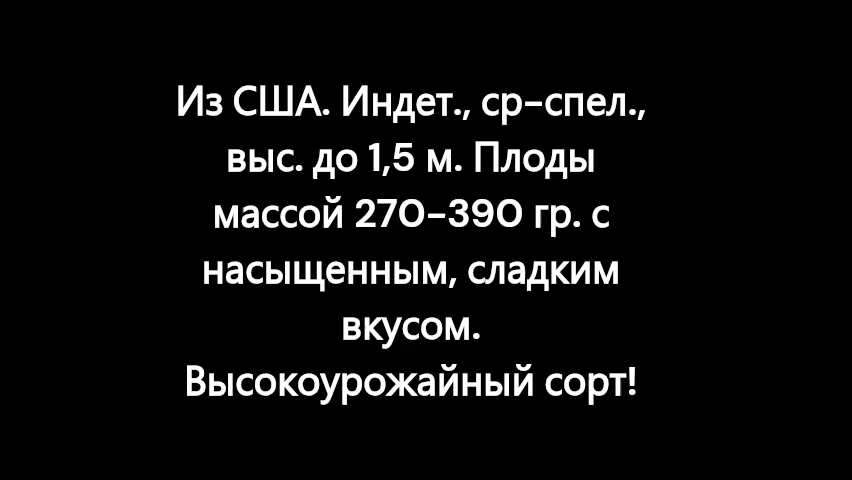 Из США. Индет., ср-спел.,
выс. до 1,5 м. Плоды
массой 270-390 гр. с
насыщенным, сладким
вкусом.
Высокоурожайный сорт!